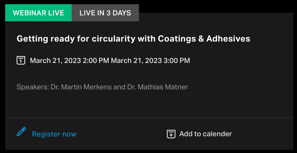 WEBINAR LIVE LIVE IN 3 DAYS
Getting ready for circularity with Coatings & Adhesives
March 21, 2023 2:00 PM March 21, 2023 3:00 PM
Speakers: Dr. Martin Merkens and Dr. Mathias Matner
Register now Add to calender